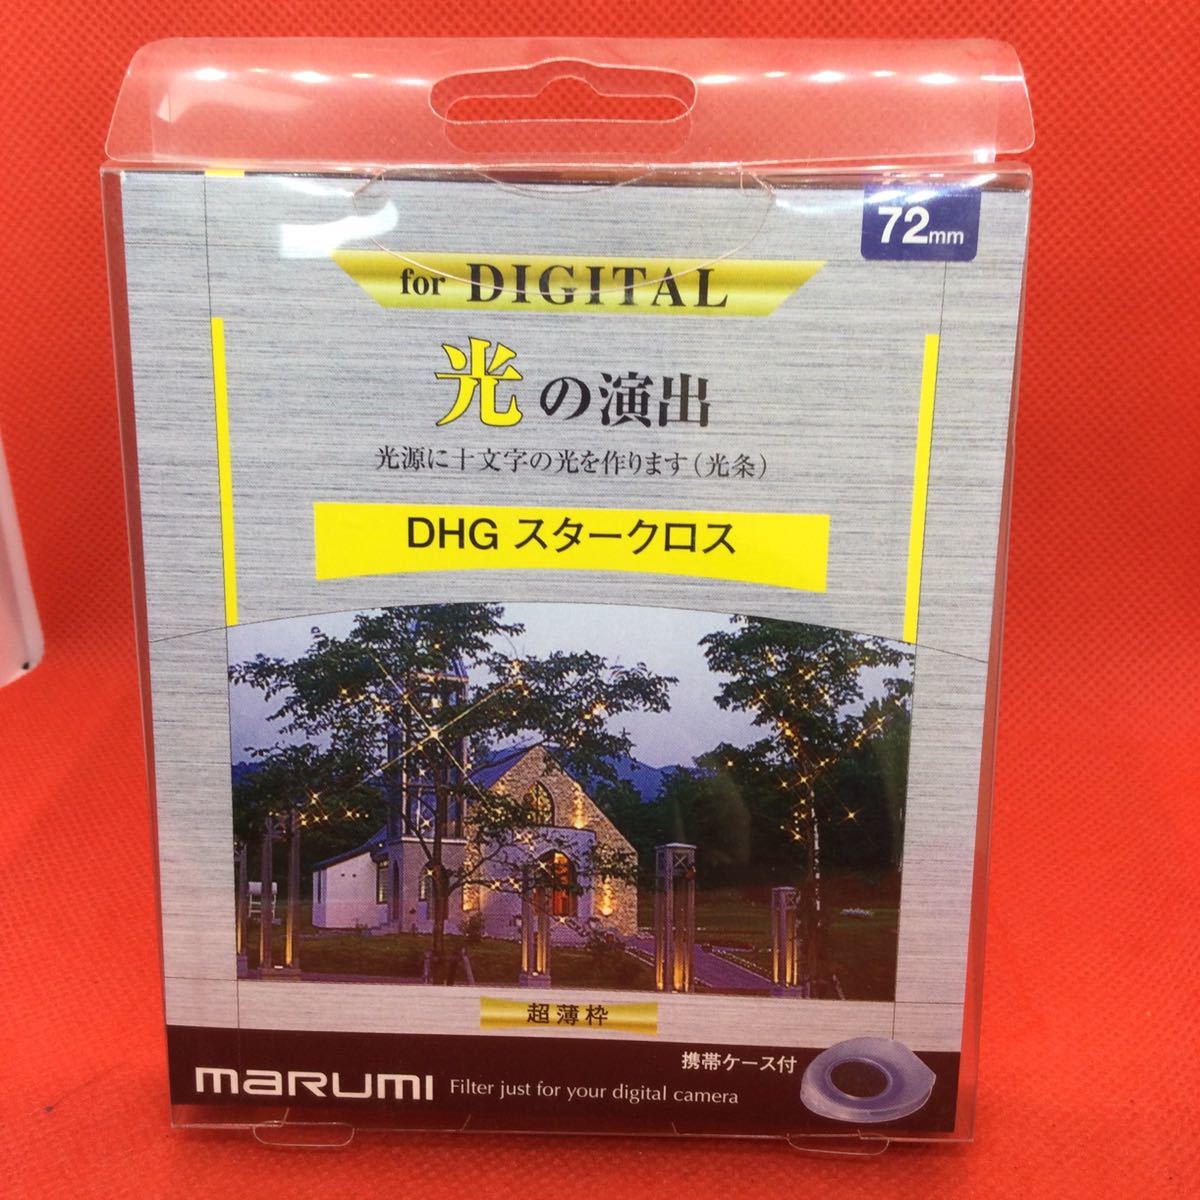 72mm
for DIGITAL
光の演出
光源に十文字の光を作ります(光条)
DHG スタークロス
超薄枠
携帯ケース付
marumi Filter just for your digital camera